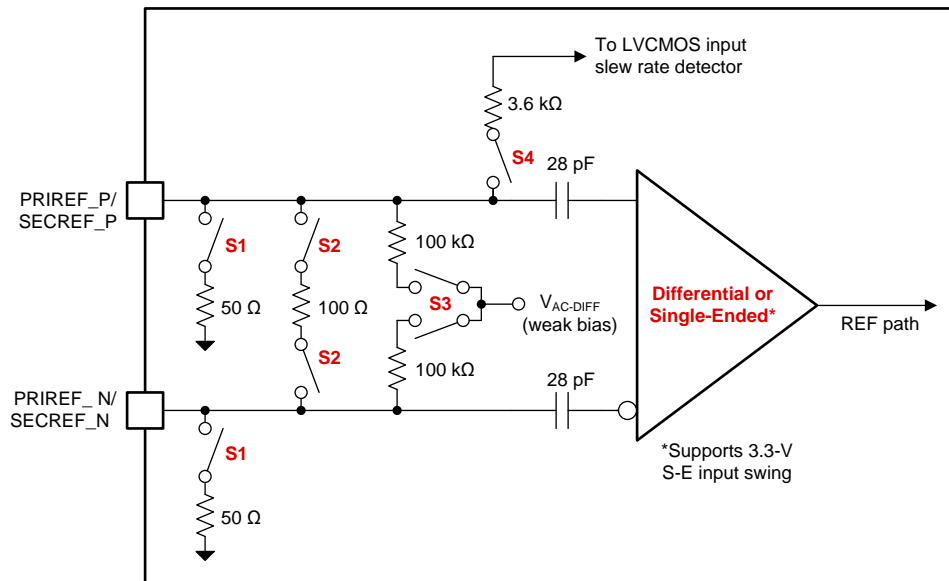 To LVCMOS input
slew rate detector
3.6 kΩ
S4
28 pF
PRIREF_P/
SECREF_P
S1
S2
100 kΩ
50 Ω
100 Ω
S3
V_AC-DIFF
(weak bias)
Differential or
Single-Ended*
REF path
S2
100 kΩ
28 pF
PRIREF_ N/
SECREF_N
S1
*Supports 3.3-V
S-E input swing
50 Ω